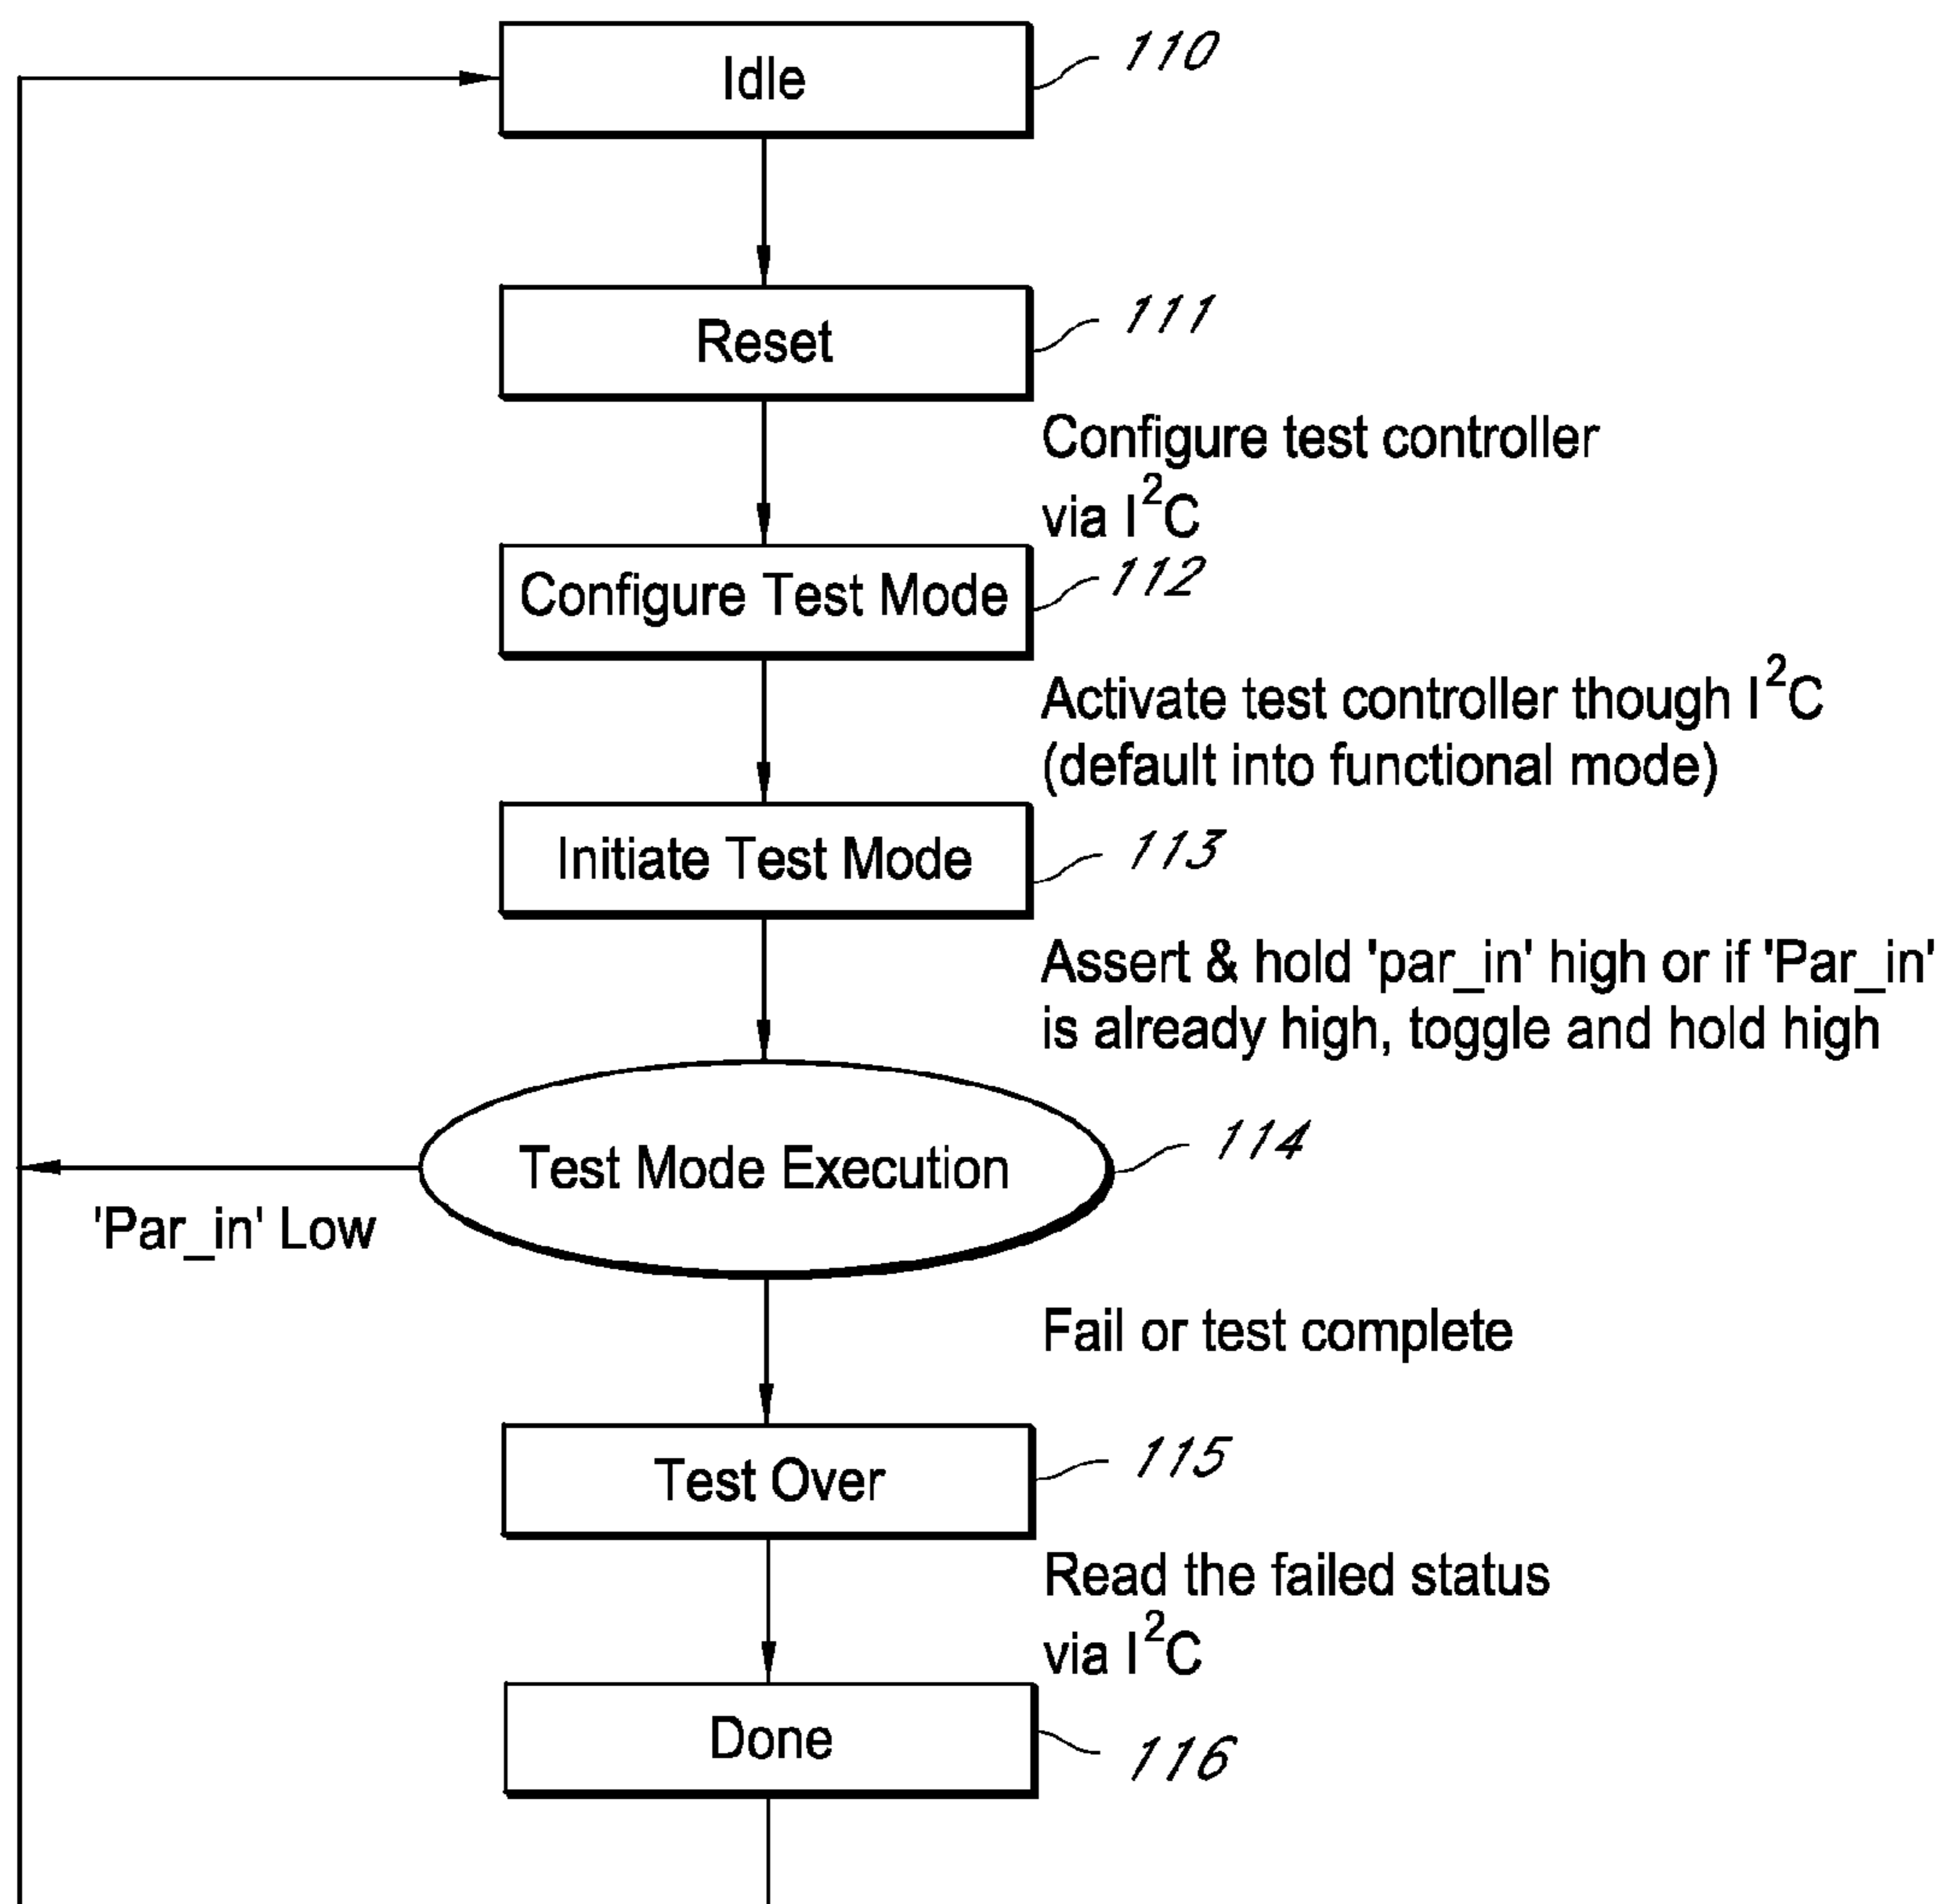 Idle
110
Reset
111
Configure test controller
via I²C
Configure Test Mode
112
Activate test controller though I²C
(default into functional mode)
Initiate Test Mode
113
Assert & hold 'par_in' high or if 'Par_in'
is already high, toggle and hold high
Test Mode Execution
114
'Par_in' Low
Fail or test complete
Test Over
115
Read the failed status
via I²C
Done
116